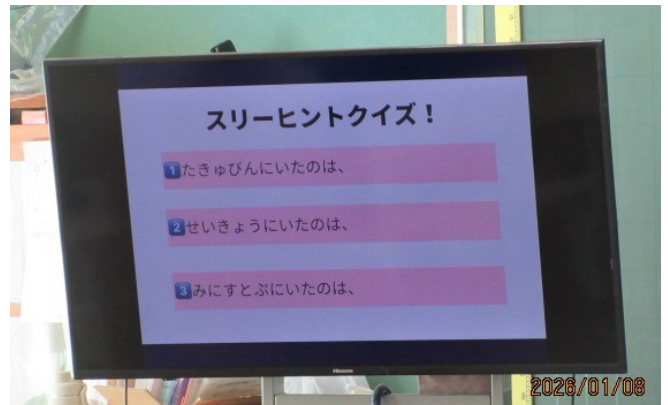 スリーヒントクイズ!
1たきゅびんにいたのは、
2せいきょうにいたのは、
3みにすとぷにいたのは、
Hisense
2026/01/08